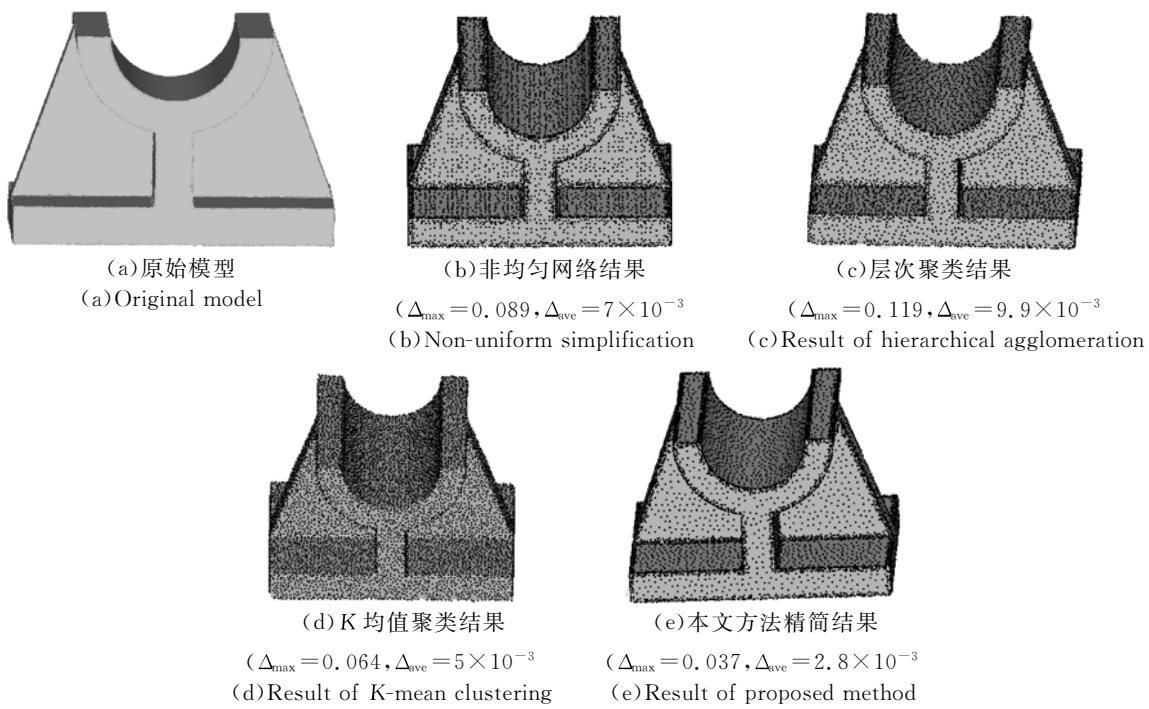 (a)原始模型
(a)Original model
(b)非均匀网络结果
(Δmax=0.089,Δave=7×10⁻³
(b)Non-uniform simplification
(c)层次聚类结果
(Δmax=0.119,Δave=9.9×10⁻³
(c)Result of hierarchical agglomeration
(d)K 均值聚类结果
(Δmax=0.064,Δave=5×10⁻³
(d)Result of K-mean clustering
(e)本文方法精简结果
(Δmax=0.037,Δave=2.8×10⁻³
(e)Result of proposed method